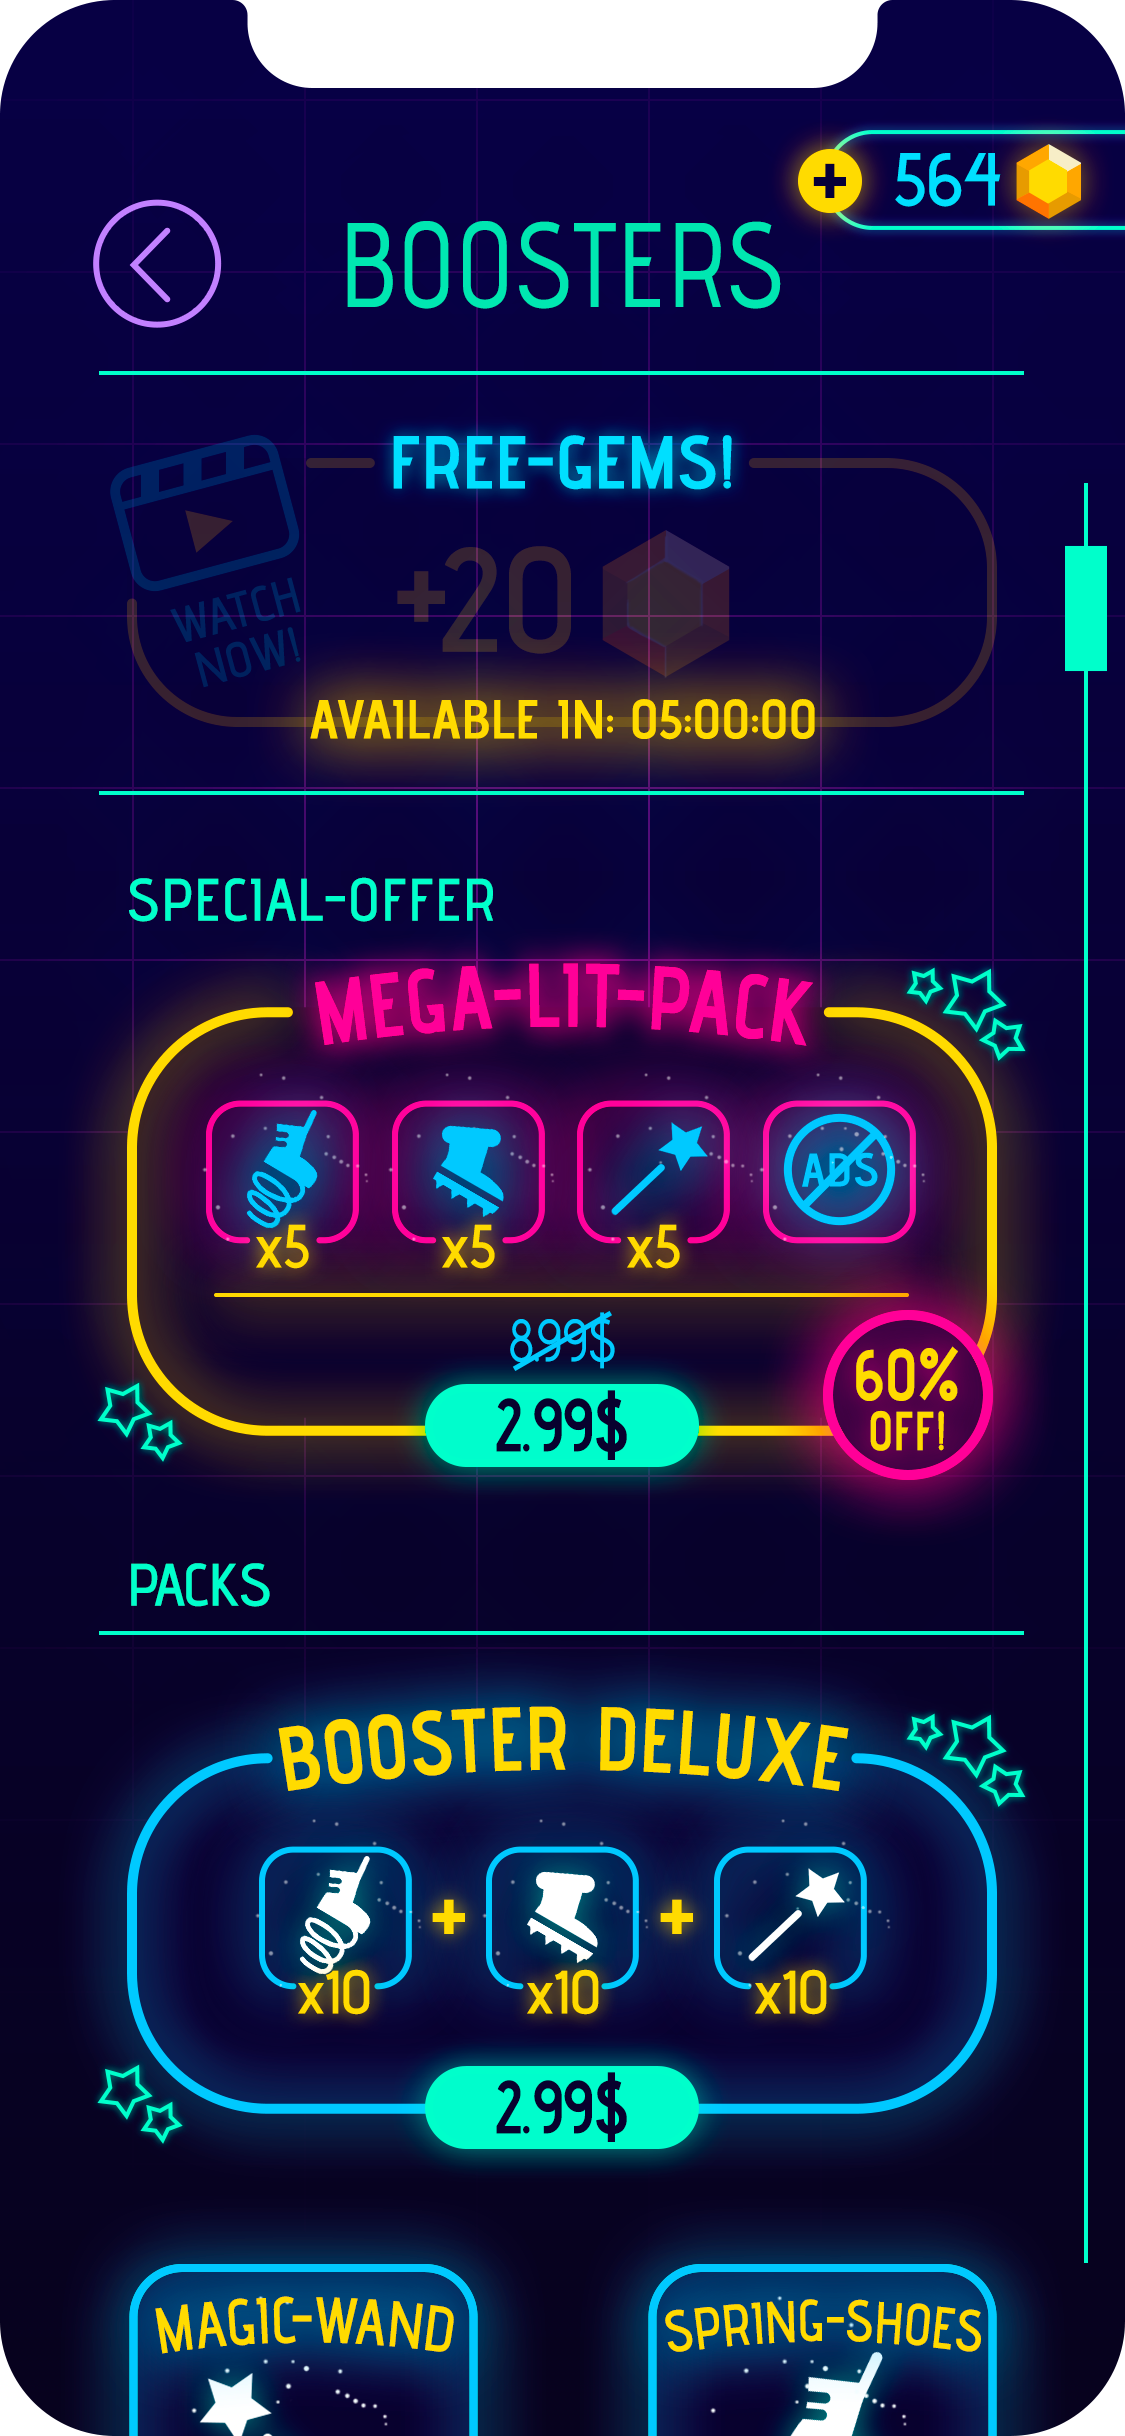 564
BOOSTERS
FREE-GEMS!
+20
WATCH
NOW!
AVAILABLE IN: 05:00:00
SPECIAL-OFFER
MEGA-LIT-PACK
ADS
x5 x5 x5
8.99$
2.99$
60%
OFF!
PACKS
BOOSTER DELUXE
+ +
x10 x10 x10
2.99$
MAGIC-WAND SPRING-SHOES